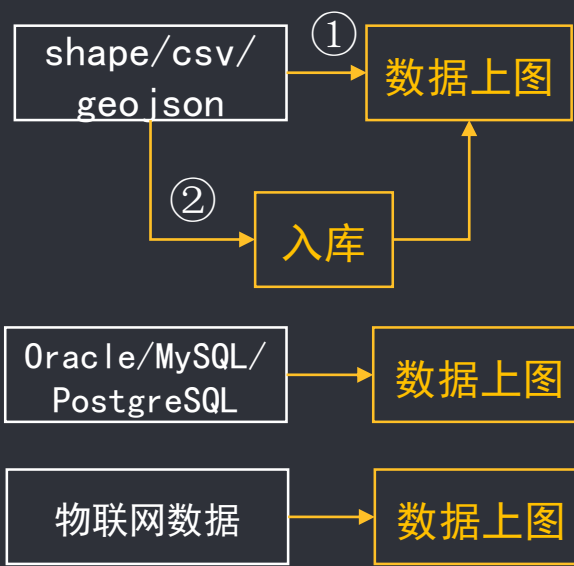 ①
shape/csv/
geojson
数据上图
②
入库
Oracle/MySQL/
PostgreSQL
数据上图
物联网数据
数据上图